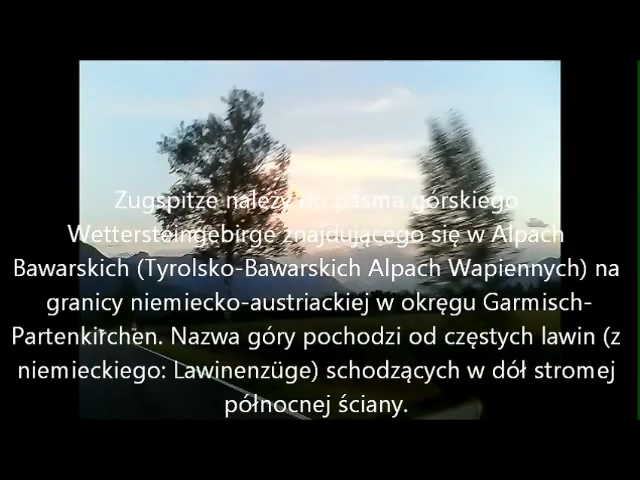 Zugspitze należy do pasma górskiego
Wettersteingebirge znajdującego się w Alpach
Bawarskich (Tyrolsko-Bawarskich Alpach Wapiennych) na
granicy niemiecko-austriackiej w okręgu Garmisch-
Partenkirchen. Nazwa góry pochodzi od częstych lawin (z
niemieckiego: Lawinenzüge) schodzących w dół stromej
północnej ściany.